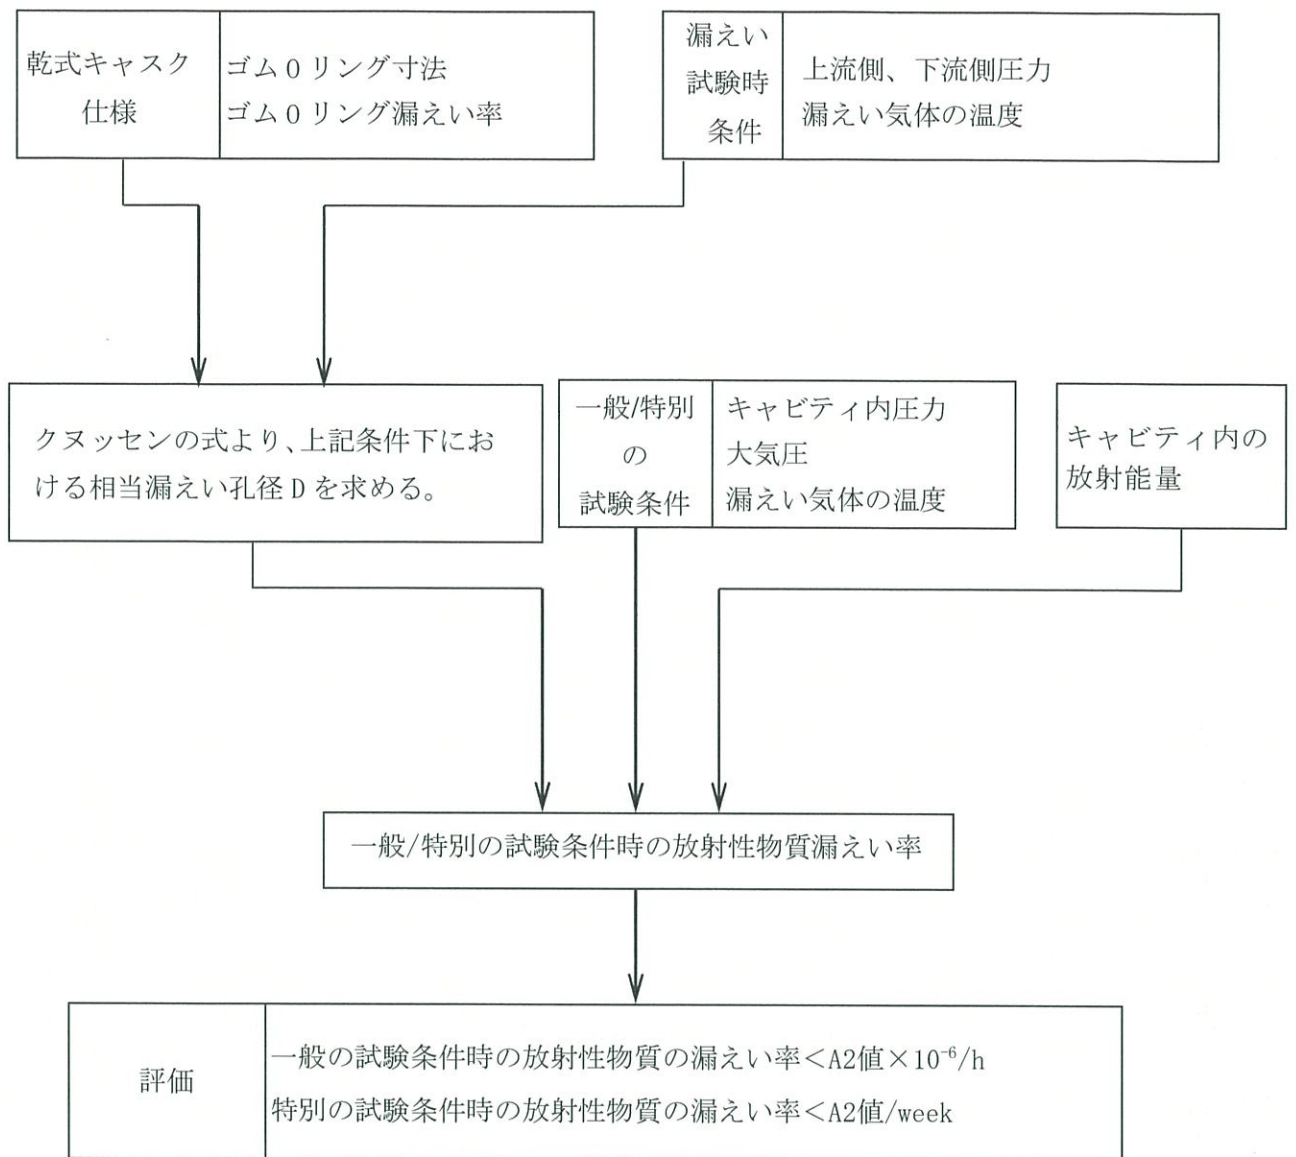 乾式キャスク
仕様
ゴムOリング寸法
ゴムOリング漏えい率
漏えい
試験時
条件
上流側、下流側圧力
漏えい気体の温度
クヌッセンの式より、上記条件下にお
ける相当漏えい孔径 D を求める。
一般/特別
の
試験条件
キャビティ内圧力
大気圧
漏えい気体の温度
キャビティ内の
放射能量
一般/特別の試験条件時の放射性物質漏えい率
評価
一般の試験条件時の放射性物質の漏えい率<A2値×10⁻⁶/h
特別の試験条件時の放射性物質の漏えい率<A2値/week